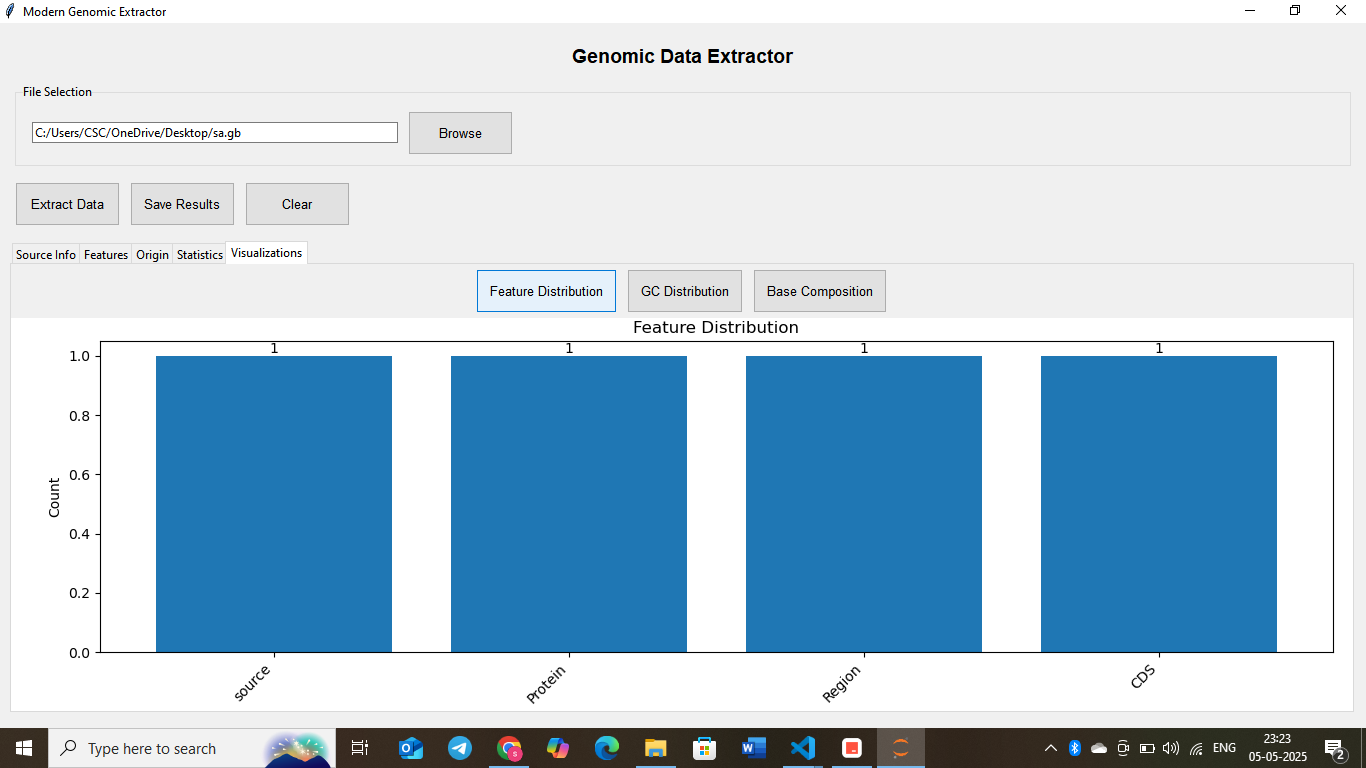 Modern Genomic Extractor
Genomic Data Extractor
File Selection
C:/Users/CSC/OneDrive/Desktop/sa.gb
Browse
Extract Data
Save Results
Clear
Source Info
Features
Origin
Statistics
Visualizations
Feature Distribution
GC Distribution
Base Composition
Feature Distribution
1
1
1
1
1.0
0.8
0.6
0.4
0.2
0.0
Count
source
Protein
Region
CDS
Type here to search
ENG
23:23
05-05-2025
2